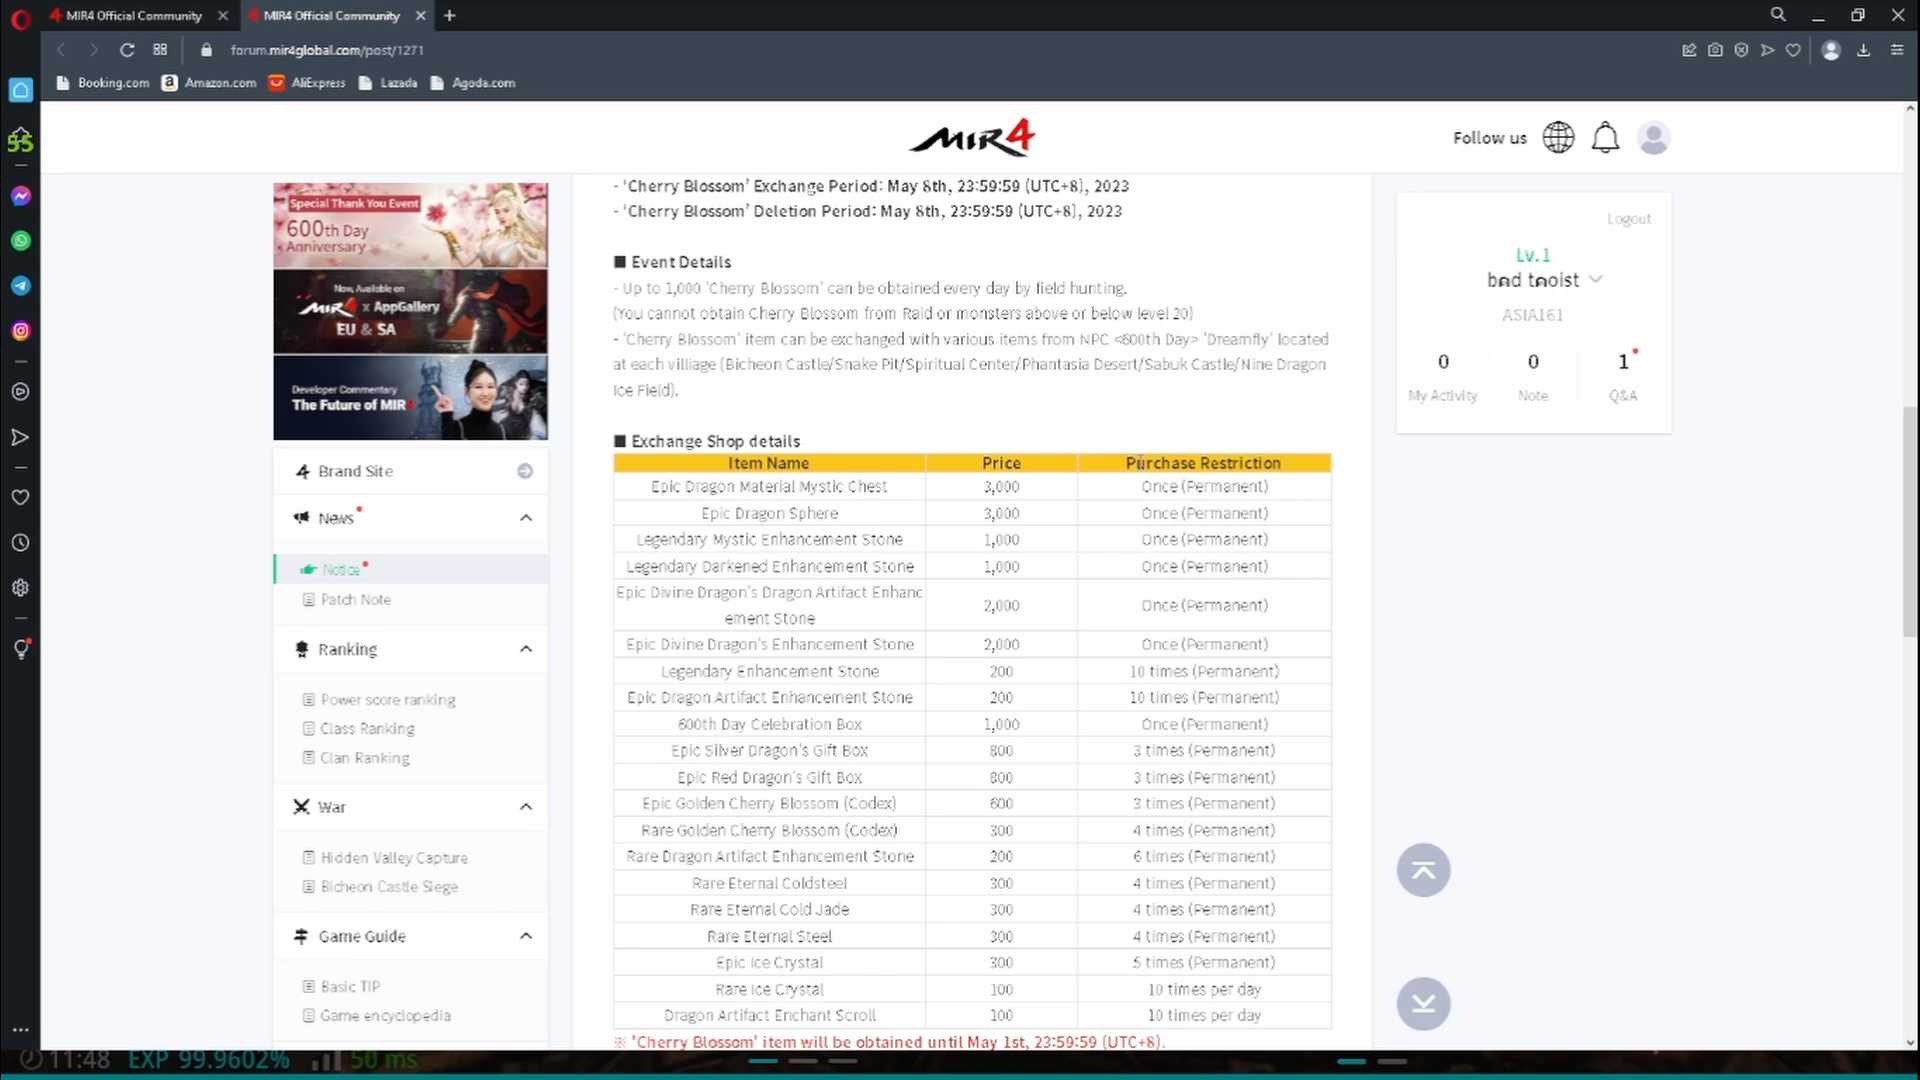 MIR4 Official Community
MIR4 Official Community
forum.mir4global.com/post/1271
Booking.com
Amazon.com
AliExpress
Lazada
Agoda.com
MIR4
Follow us
Special Thank You Event
600th Day
Anniversary
Now, Available on
MIR4 x AppGallery
EU & SA
Developer Commentary
The Future of MIR4
Brand Site
News
Notice
Patch Note
Ranking
Power score ranking
Class Ranking
Clan Ranking
War
Hidden Valley Capture
Bicheon Castle Siege
Game Guide
Basic TIP
Game encyclopedia
- 'Cherry Blossom' Exchange Period: May 8th, 23:59:59 (UTC+8), 2023
- 'Cherry Blossom' Deletion Period: May 8th, 23:59:59 (UTC+8), 2023
■ Event Details
- Up to 1,000 'Cherry Blossom' can be obtained every day by field hunting.
(You cannot obtain Cherry Blossom from Raid or monsters above or below level 20)
- 'Cherry Blossom' item can be exchanged with various items from NPC <600th Day> 'Dreamfly' located
at each villiage (Bicheon Castle/Snake Pit/Spiritual Center/Phantasia Desert/Sabuk Castle/Nine Dragon
Ice Field).
■ Exchange Shop details
Item Name Price Purchase Restriction
Epic Dragon Material Mystic Chest 3,000 Once (Permanent)
Epic Dragon Sphere 3,000 Once (Permanent)
Legendary Mystic Enhancement Stone 1,000 Once (Permanent)
Legendary Darkened Enhancement Stone 1,000 Once (Permanent)
Epic Divine Dragon's Dragon Artifact Enhanc
ement Stone 2,000 Once (Permanent)
Epic Divine Dragon's Enhancement Stone 2,000 Once (Permanent)
Legendary Enhancement Stone 200 10 times (Permanent)
Epic Dragon Artifact Enhancement Stone 200 10 times (Permanent)
600th Day Celebration Box 1,000 Once (Permanent)
Epic Silver Dragon's Gift Box 800 3 times (Permanent)
Epic Red Dragon's Gift Box 800 3 times (Permanent)
Epic Golden Cherry Blossom (Codex) 600 3 times (Permanent)
Rare Golden Cherry Blossom (Codex) 300 4 times (Permanent)
Rare Dragon Artifact Enhancement Stone 200 6 times (Permanent)
Rare Eternal Coldsteel 300 4 times (Permanent)
Rare Eternal Cold Jade 300 4 times (Permanent)
Rare Eternal Steel 300 4 times (Permanent)
Epic Ice Crystal 300 5 times (Permanent)
Rare Ice Crystal 100 10 times per day
Dragon Artifact Enchant Scroll 100 10 times per day
※ 'Cherry Blossom' item will be obtained until May 1st, 23:59:59 (UTC+8).
Logout
Lv.1
bad taoist
ASIA161
0 0 1
My Activity Note Q&A
11:48 EXP 99.9602% 50 ms